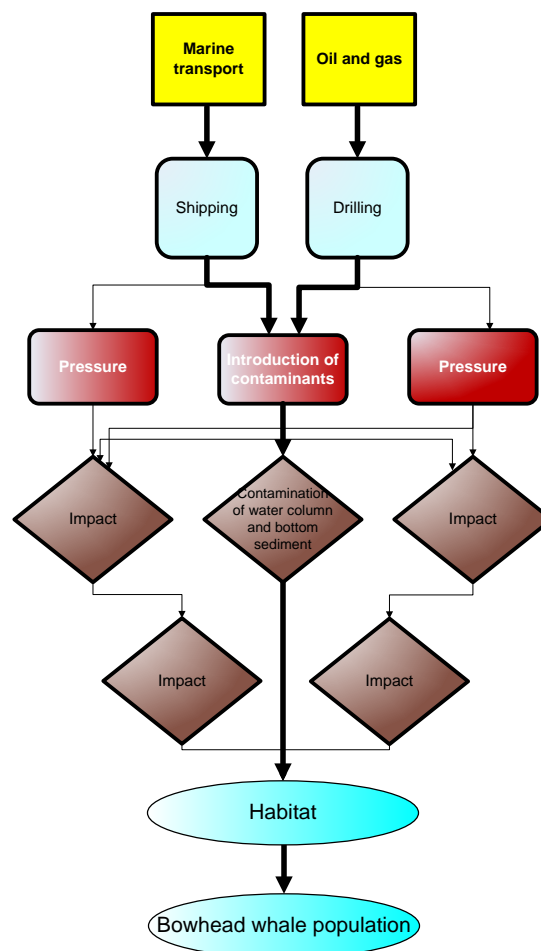 Marine
transport
Oil and gas
Shipping
Drilling
Pressure
Introduction of
contaminants
Pressure
Impact
Contamination
of water column
and bottom
sediment
Impact
Impact
Impact
Habitat
Bowhead whale population